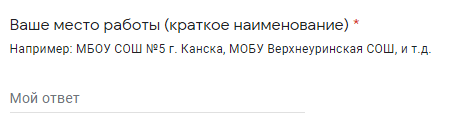 Ваше место работы (краткое наименование) *
Например: МБОУ СОШ №5 г. Канска, МОБУ Верхнеуринская СОШ, и т.д.
Мой ответ